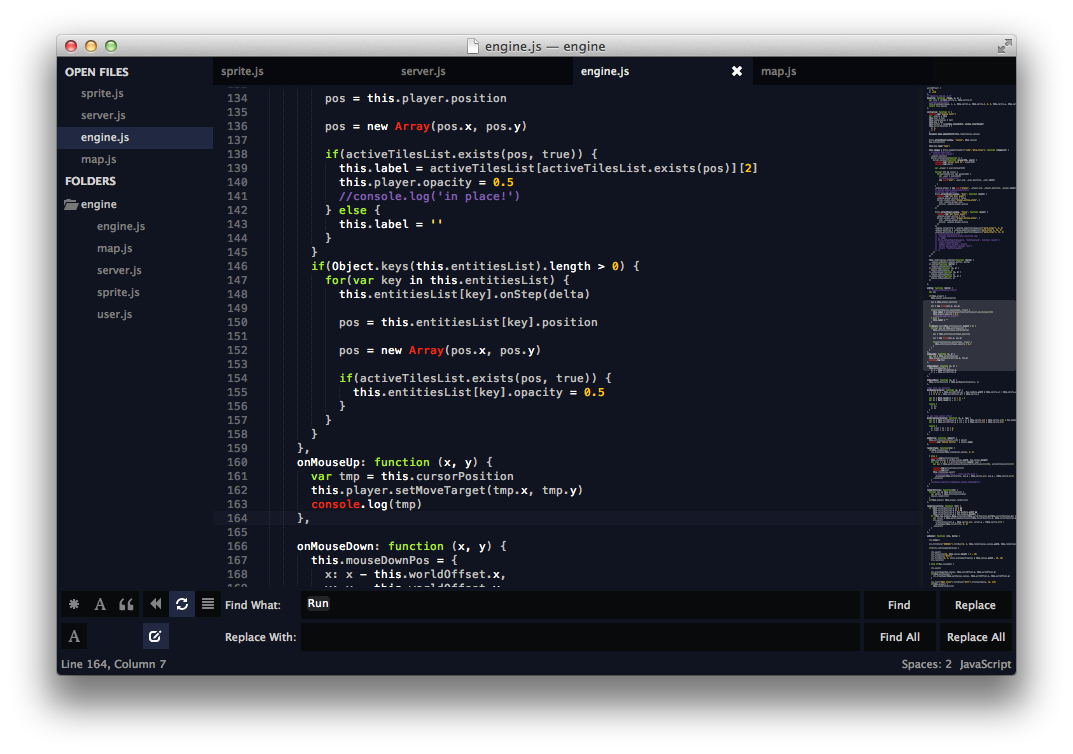 engine.js — engine
OPEN FILES
sprite.js
server.js
engine.js
map.js
FOLDERS
engine
engine.js
map.js
server.js
sprite.js
user.js
sprite.js server.js engine.js ✖ map.js
134 pos = this.player.position
135
136 pos = new Array(pos.x, pos.y)
137
138 if(activeTilesList.exists(pos, true)) {
139 this.label = activeTilesList[activeTilesList.exists(pos)][2]
140 this.player.opacity = 0.5
141 //console.log('in place!')
142 } else {
143 this.label = ''
144 }
145 }
146 if(Object.keys(this.entitiesList).length > 0) {
147 for(var key in this.entitiesList) {
148 this.entitiesList[key].onStep(delta)
149
150 pos = this.entitiesList[key].position
151
152 pos = new Array(pos.x, pos.y)
153
154 if(activeTilesList.exists(pos, true)) {
155 this.entitiesList[key].opacity = 0.5
156 }
157 }
158 }
159 },
160 onMouseUp: function (x, y) {
161 var tmp = this.cursorPosition
162 this.player.setMoveTarget(tmp.x, tmp.y)
163 console.log(tmp)
164 },
165
166 onMouseDown: function (x, y) {
167 this.mouseDownPos = {
168 x: x - this.worldOffset.x,
Find What: Run Find Replace
Replace With: Find All Replace All
Line 164, Column 7 Spaces: 2 JavaScript